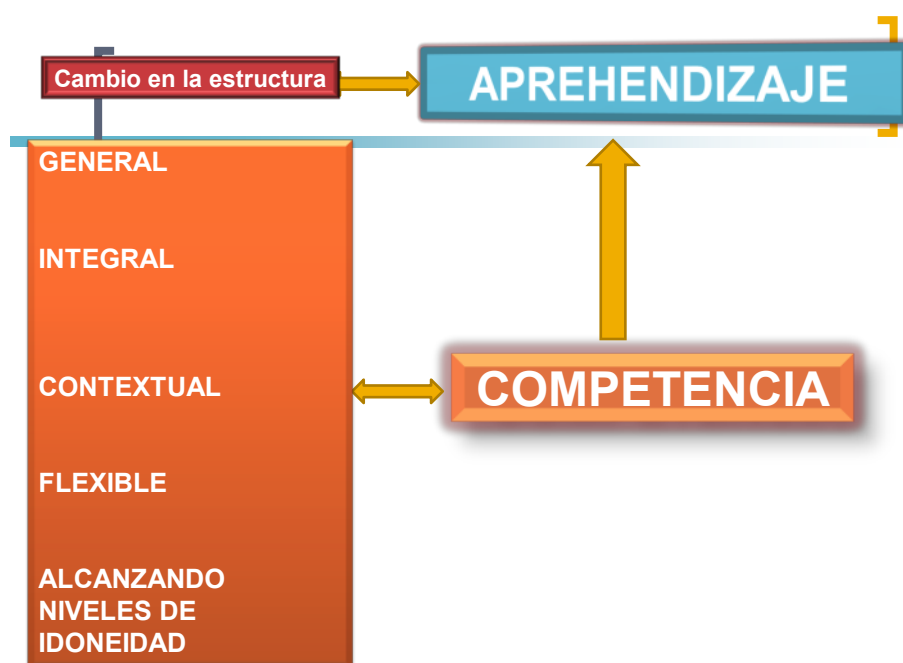 Cambio en la estructura
APREHENDIZAJE
GENERAL
INTEGRAL
CONTEXTUAL
COMPETENCIA
FLEXIBLE
ALCANZANDO
NIVELES DE
IDONEIDAD